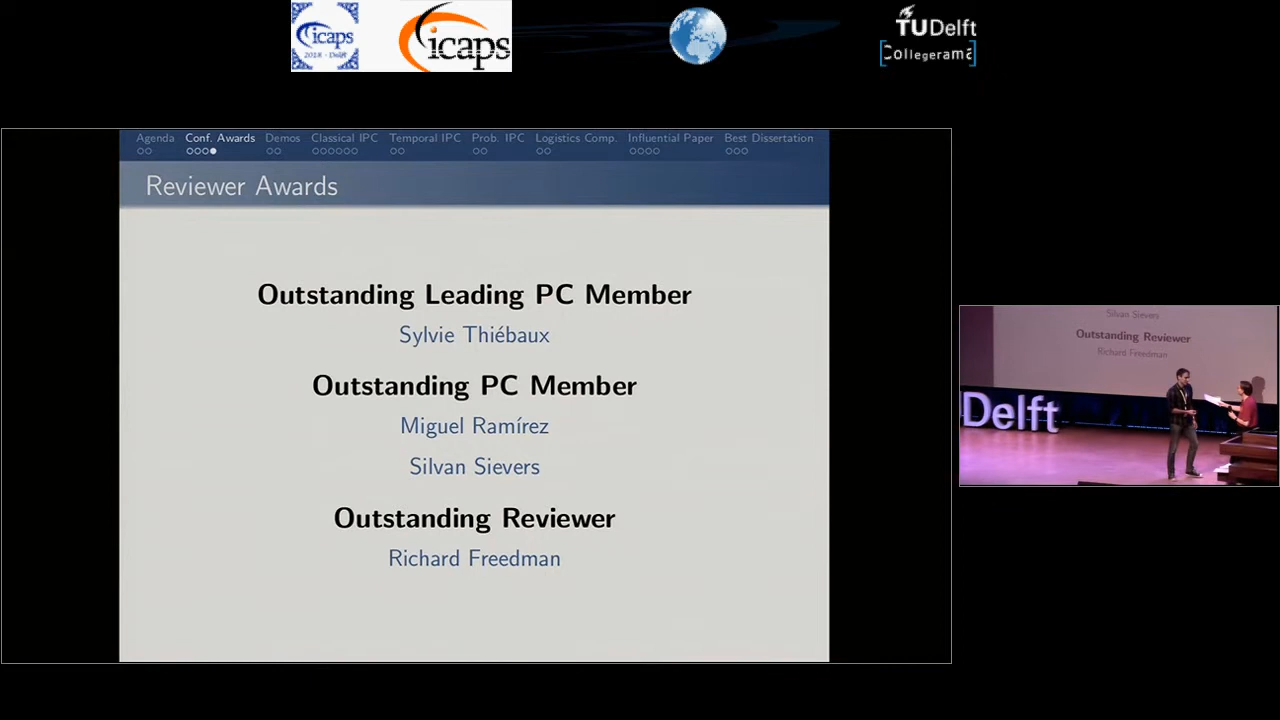 icaps
2018 - Delft
icaps
TUDelft
Collegerama
Agenda Conf. Awards Demos Classical IPC Temporal IPC Prob. IPC Logistics Comp. Influential Paper Best Dissertation
Reviewer Awards
Outstanding Leading PC Member
Sylvie Thiébaux
Outstanding PC Member
Miguel Ramírez
Silvan Sievers
Outstanding Reviewer
Richard Freedman
Silvan Sievers
Outstanding Reviewer
Richard Freedman
Delft